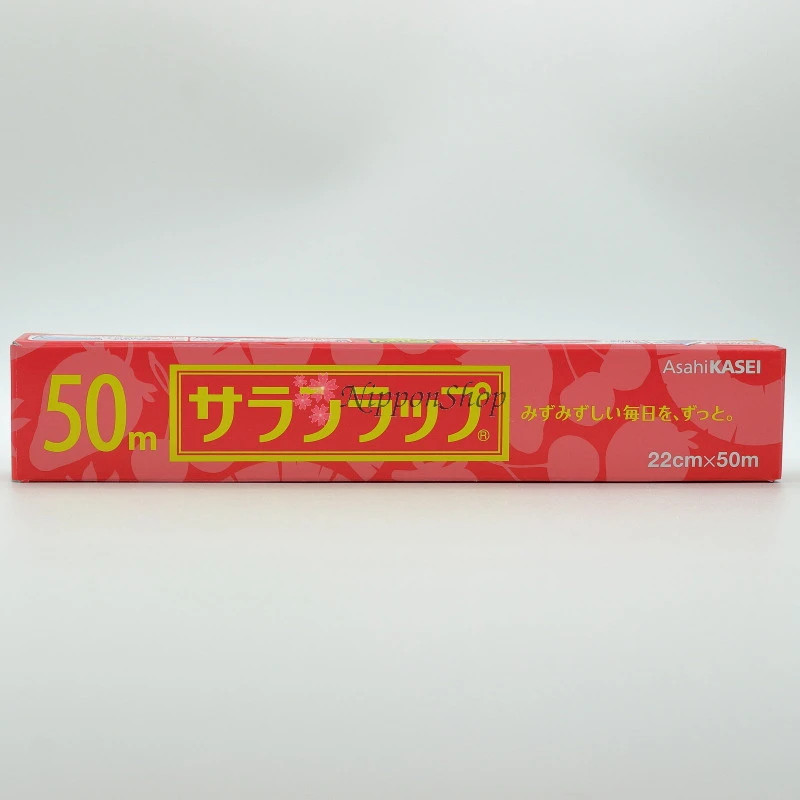 AsahiKASEI
50m
サランラップ®
NipponShop
みずみずしい毎日を、ずっと。
22cm×50m